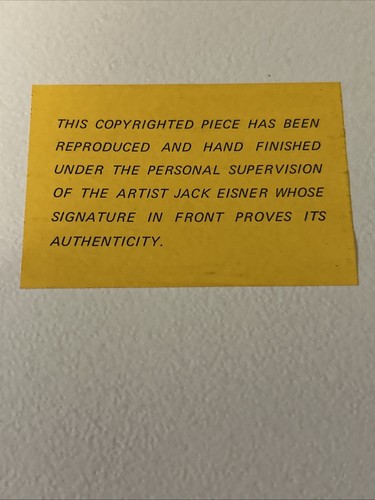 THIS COPYRIGHTED PIECE HAS BEEN
REPRODUCED AND HAND FINISHED
UNDER THE PERSONAL SUPERVISION
OF THE ARTIST JACK EISNER WHOSE
SIGNATURE IN FRONT PROVES ITS
AUTHENTICITY.